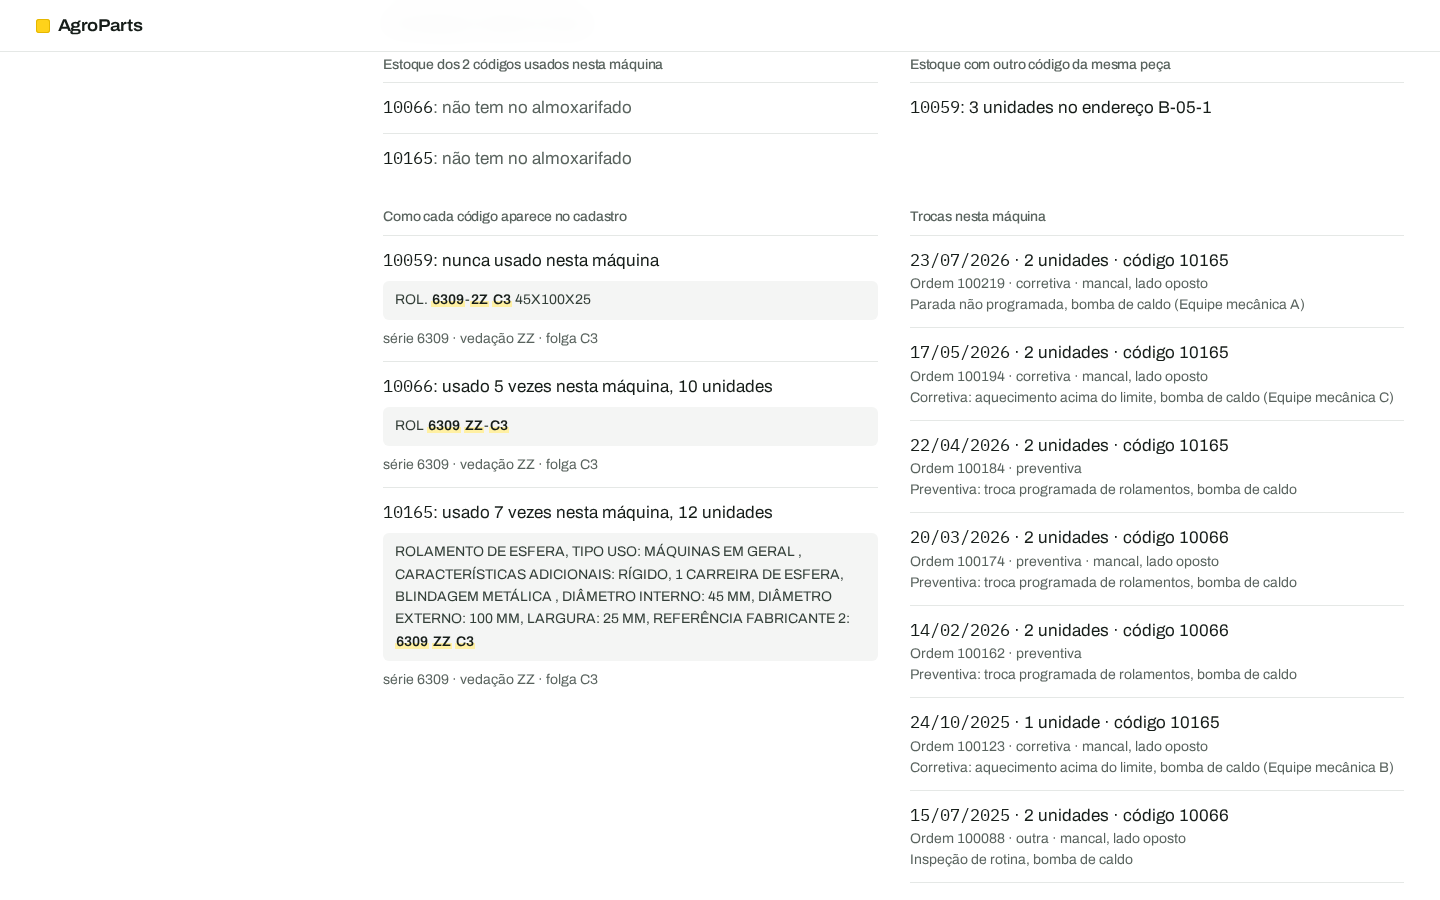 AgroParts
Estoque dos 2 códigos usados nesta máquina
10066: não tem no almoxarifado
10165: não tem no almoxarifado
Estoque com outro código da mesma peça
10059: 3 unidades no endereço B-05-1
Como cada código aparece no cadastro
10059: nunca usado nesta máquina
ROL. 6309-2Z C3 45X100X25
série 6309 · vedação ZZ · folga C3
10066: usado 5 vezes nesta máquina, 10 unidades
ROL 6309 ZZ-C3
série 6309 · vedação ZZ · folga C3
10165: usado 7 vezes nesta máquina, 12 unidades
ROLAMENTO DE ESFERA, TIPO USO: MÁQUINAS EM GERAL ,
CARACTERÍSTICAS ADICIONAIS: RÍGIDO, 1 CARREIRA DE ESFERA,
BLINDAGEM METÁLICA , DIÂMETRO INTERNO: 45 MM, DIÂMETRO
EXTERNO: 100 MM, LARGURA: 25 MM, REFERÊNCIA FABRICANTE 2:
6309 ZZ C3
série 6309 · vedação ZZ · folga C3
Trocas nesta máquina
23/07/2026 · 2 unidades · código 10165
Ordem 100219 · corretiva · mancal, lado oposto
Parada não programada, bomba de caldo (Equipe mecânica A)
17/05/2026 · 2 unidades · código 10165
Ordem 100194 · corretiva · mancal, lado oposto
Corretiva: aquecimento acima do limite, bomba de caldo (Equipe mecânica C)
22/04/2026 · 2 unidades · código 10165
Ordem 100184 · preventiva
Preventiva: troca programada de rolamentos, bomba de caldo
20/03/2026 · 2 unidades · código 10066
Ordem 100174 · preventiva · mancal, lado oposto
Preventiva: troca programada de rolamentos, bomba de caldo
14/02/2026 · 2 unidades · código 10066
Ordem 100162 · preventiva
Preventiva: troca programada de rolamentos, bomba de caldo
24/10/2025 · 1 unidade · código 10165
Ordem 100123 · corretiva · mancal, lado oposto
Corretiva: aquecimento acima do limite, bomba de caldo (Equipe mecânica B)
15/07/2025 · 2 unidades · código 10066
Ordem 100088 · outra · mancal, lado oposto
Inspeção de rotina, bomba de caldo